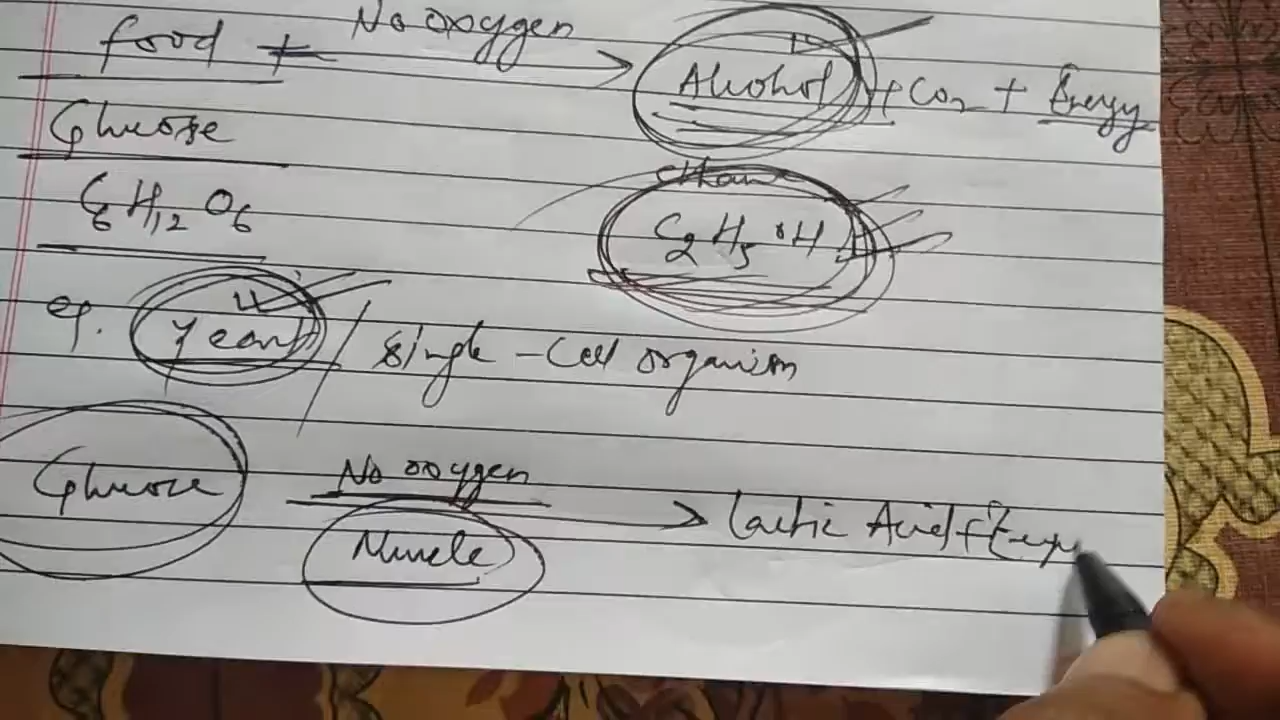 food + No oxygen → Alcohol + CO2 + Energy
Glucose
C6H12O6 C2H5OH
eg. Yeast / single-cell organism
Glucose No oxygen → Lactic Acid + Energy
Muscle